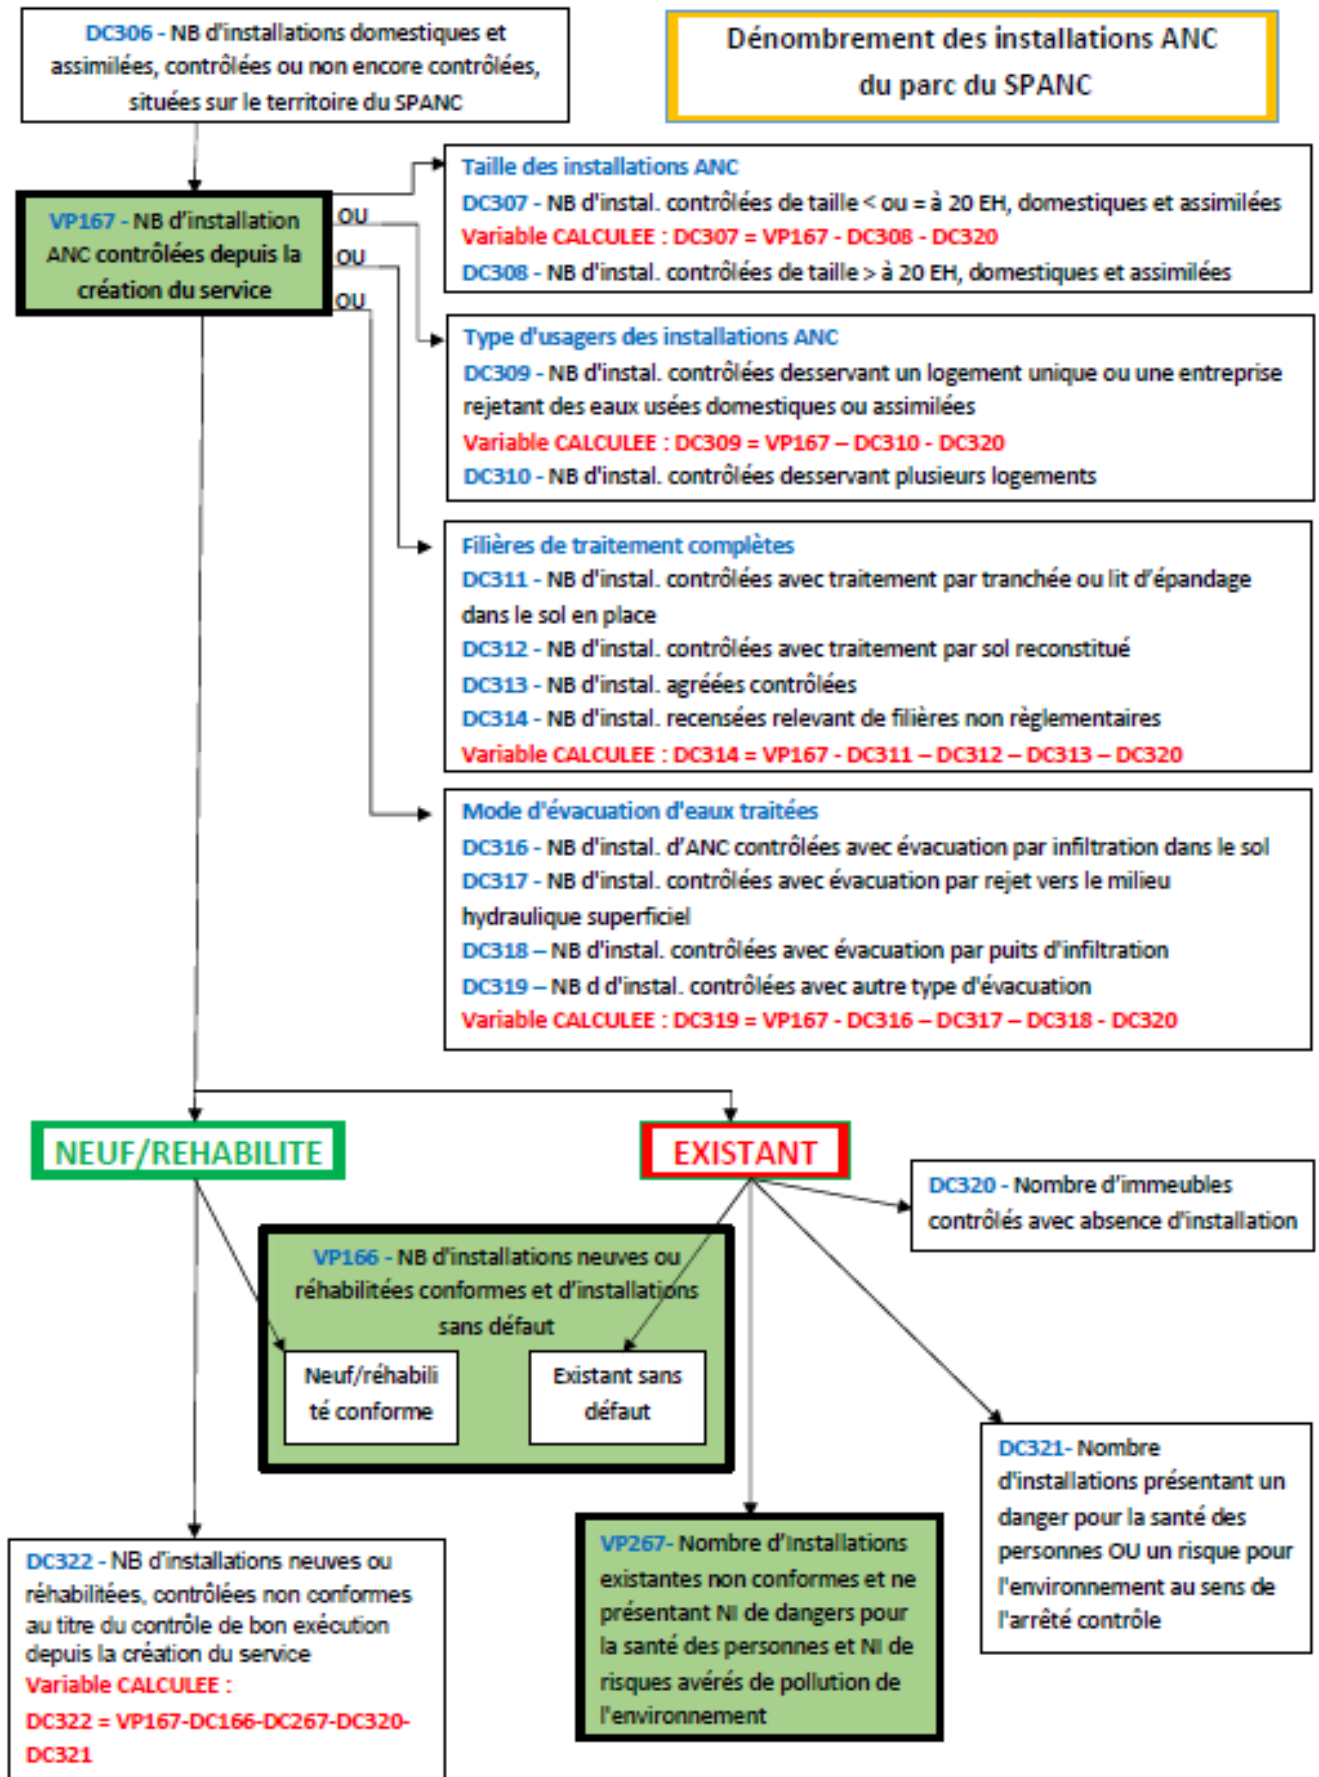 DC306 - NB d'installations domestiques et
assimilées, contrôlées ou non encore contrôlées,
situées sur le territoire du SPANC
Dénombrement des installations ANC
du parc du SPANC
VP167 - NB d'installation
ANC contrôlées depuis la
création du service
OU
OU
OU
Taille des installations ANC
DC307 - NB d'instal. contrôlées de taille < ou = à 20 EH, domestiques et assimilées
Variable CALCULEE : DC307 = VP167 - DC308 - DC320
DC308 - NB d'instal. contrôlées de taille > à 20 EH, domestiques et assimilées
Type d'usagers des installations ANC
DC309 - NB d'instal. contrôlées desservant un logement unique ou une entreprise
rejetant des eaux usées domestiques ou assimilées
Variable CALCULEE : DC309 = VP167 – DC310 - DC320
DC310 - NB d'instal. contrôlées desservant plusieurs logements
Filières de traitement complètes
DC311 - NB d'instal. contrôlées avec traitement par tranchée ou lit d'épandage
dans le sol en place
DC312 - NB d'instal. contrôlées avec traitement par sol reconstitué
DC313 - NB d'instal. agréées contrôlées
DC314 - NB d'instal. recensées relevant de filières non règlementaires
Variable CALCULEE : DC314 = VP167 - DC311 – DC312 – DC313 – DC320
Mode d'évacuation d'eaux traitées
DC316 - NB d'instal. d'ANC contrôlées avec évacuation par infiltration dans le sol
DC317 - NB d'instal. contrôlées avec évacuation par rejet vers le milieu
hydraulique superficiel
DC318 – NB d'instal. contrôlées avec évacuation par puits d'infiltration
DC319 – NB d d'instal. contrôlées avec autre type d'évacuation
Variable CALCULEE : DC319 = VP167 - DC316 – DC317 – DC318 - DC320
NEUF/REHABILITE
EXISTANT
DC320 - Nombre d'immeubles
contrôlés avec absence d'installation
VP166 - NB d'installations neuves ou
réhabilitées conformes et d'installations
sans défaut
Neuf/réhabili
té conforme
Existant sans
défaut
DC321- Nombre
d'installations présentant un
danger pour la santé des
personnes OU un risque pour
l'environnement au sens de
l'arrêté contrôle
VP267- Nombre d'Installations
existantes non conformes et ne
présentant NI de dangers pour
la santé des personnes et NI de
risques avérés de pollution de
l'environnement
DC322 - NB d'installations neuves ou
réhabilitées, contrôlées non conformes
au titre du contrôle de bon exécution
depuis la création du service
Variable CALCULEE :
DC322 = VP167-DC166-DC267-DC320-
DC321